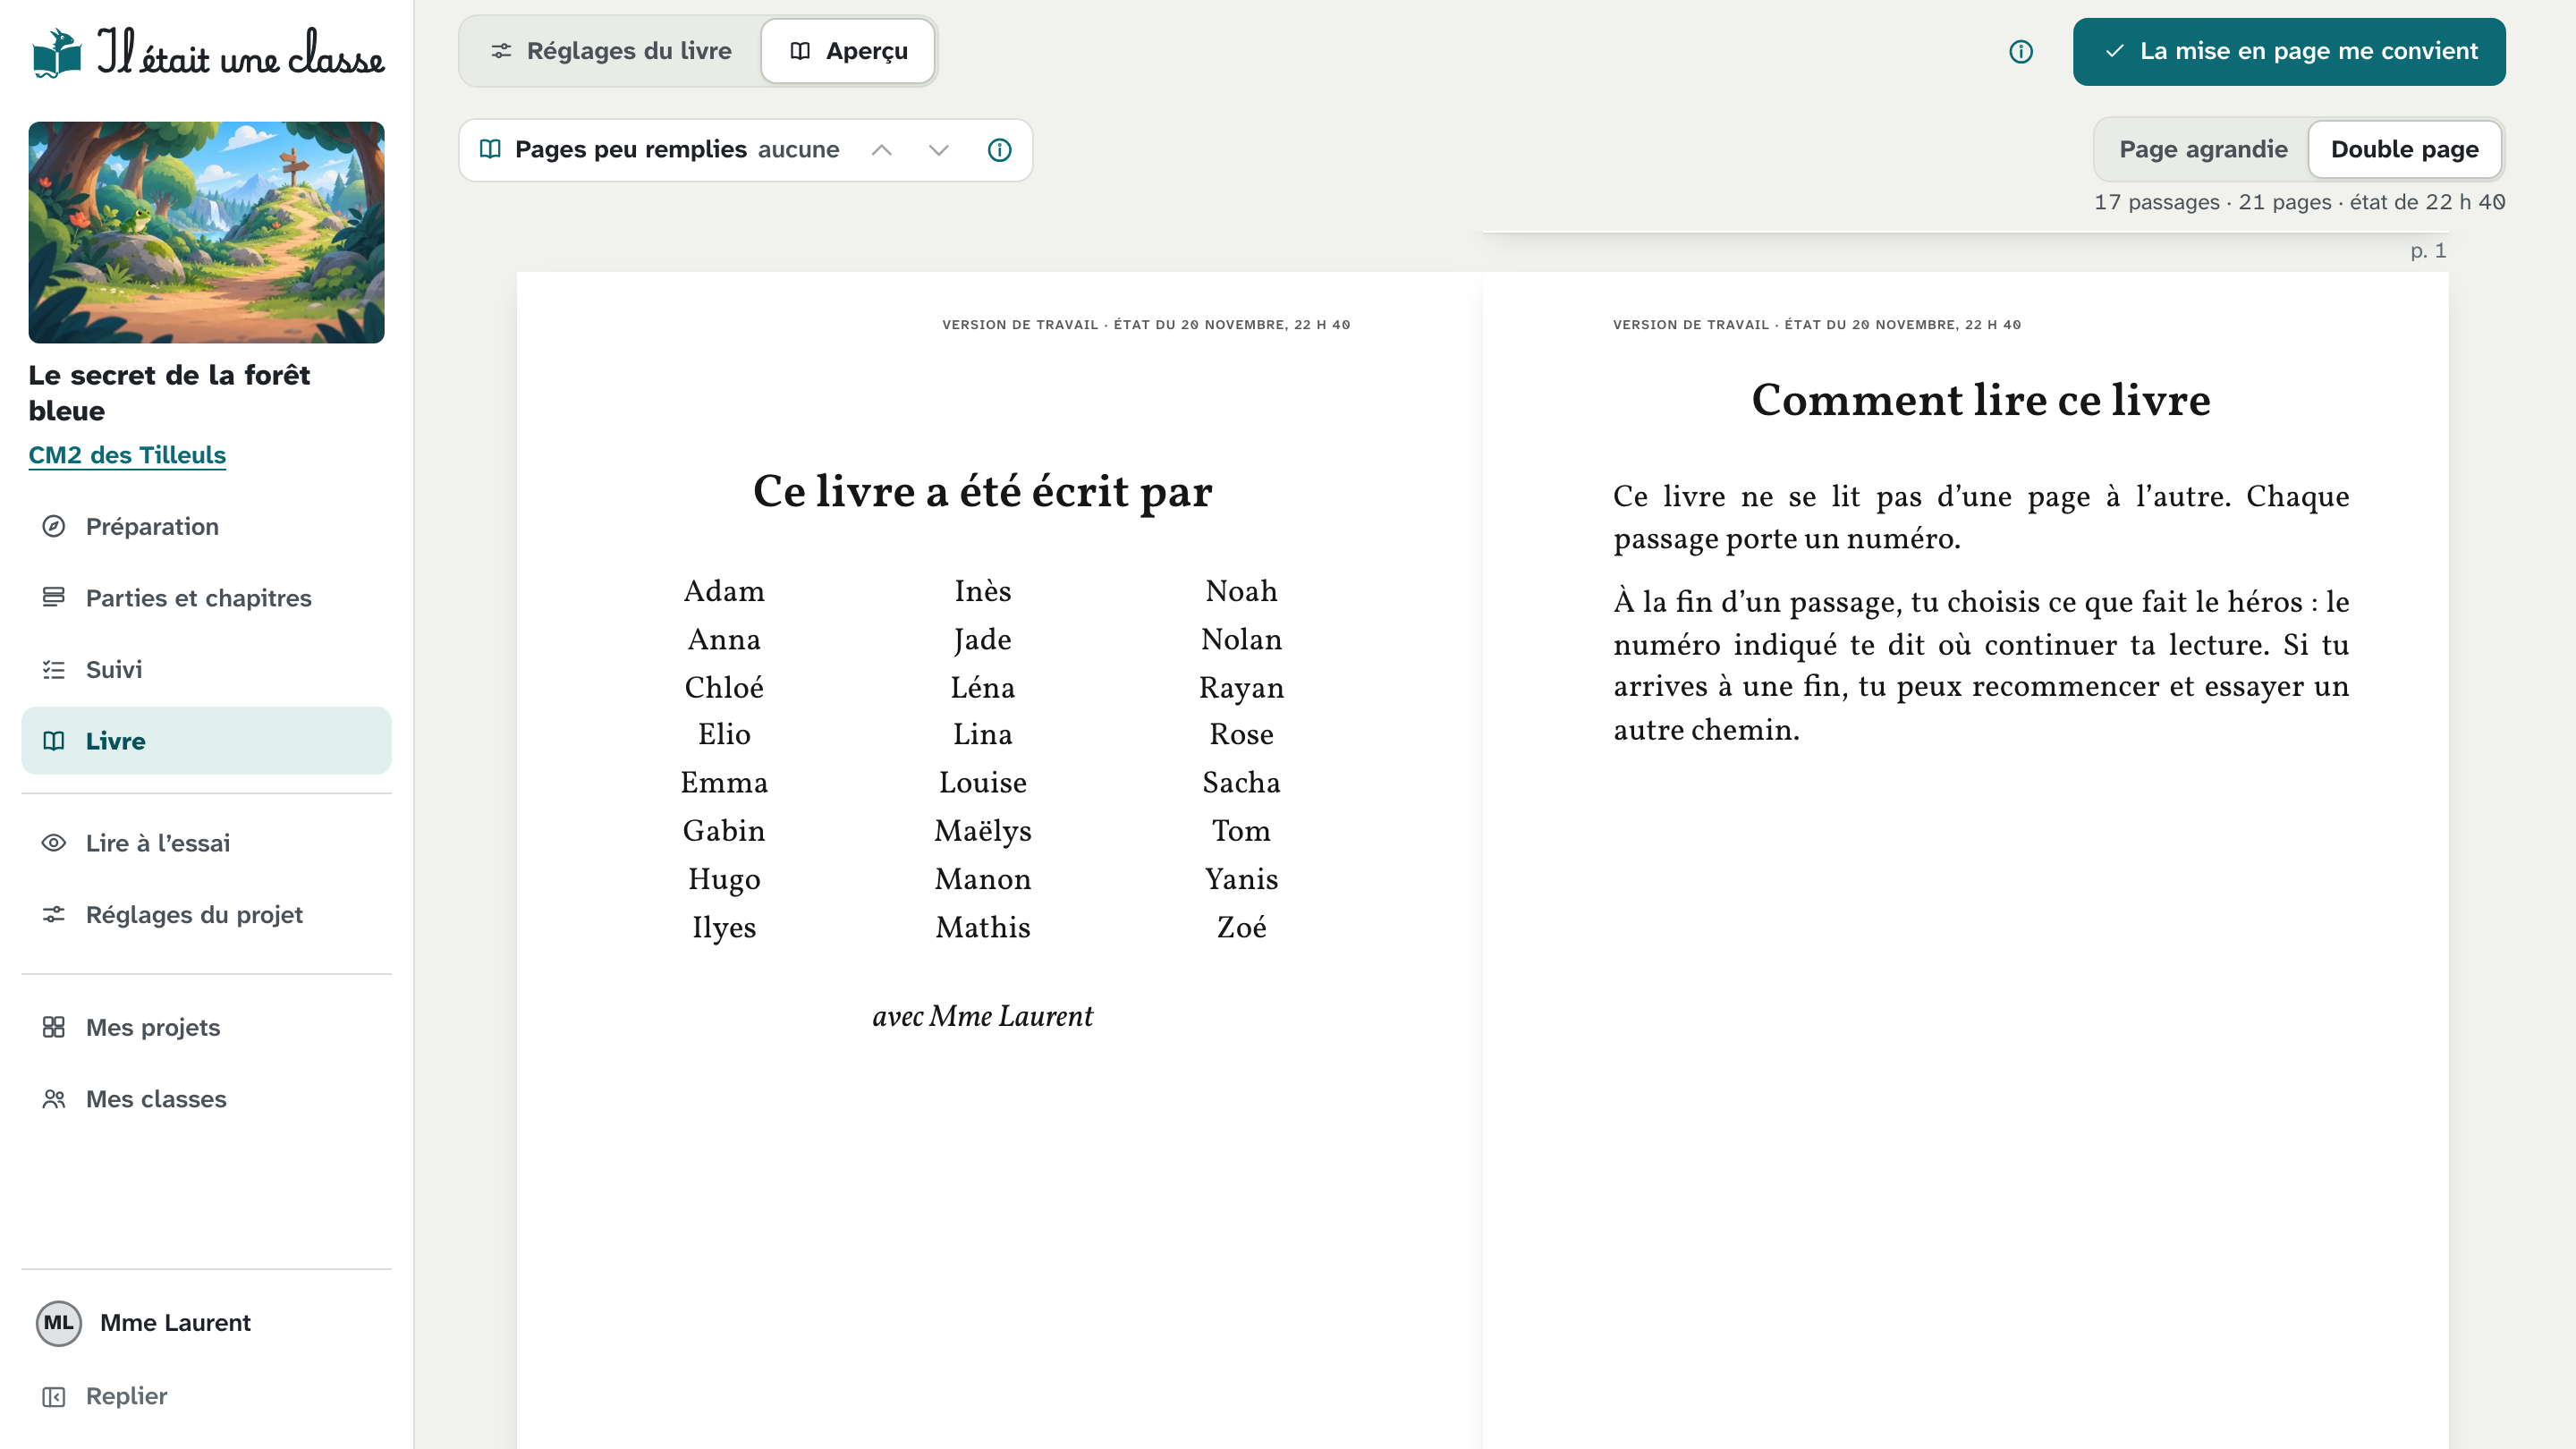 Il était une classe
Le secret de la forêt
bleue
CM2 des Tilleuls
Préparation
Parties et chapitres
Suivi
Livre
Lire à l’essai
Réglages du projet
Mes projets
Mes classes
ML Mme Laurent
Replier
Réglages du livre
Aperçu
La mise en page me convient
Pages peu remplies aucune
Page agrandie
Double page
17 passages · 21 pages · état de 22 h 40
p. 1
VERSION DE TRAVAIL · ÉTAT DU 20 NOVEMBRE, 22 H 40
Ce livre a été écrit par
Adam
Anna
Chloé
Elio
Emma
Gabin
Hugo
Ilyes
Inès
Jade
Léna
Lina
Louise
Maëlys
Manon
Mathis
Noah
Nolan
Rayan
Rose
Sacha
Tom
Yanis
Zoé
avec Mme Laurent
VERSION DE TRAVAIL · ÉTAT DU 20 NOVEMBRE, 22 H 40
Comment lire ce livre
Ce livre ne se lit pas d’une page à l’autre. Chaque
passage porte un numéro.
À la fin d’un passage, tu choisis ce que fait le héros : le
numéro indiqué te dit où continuer ta lecture. Si tu
arrives à une fin, tu peux recommencer et essayer un
autre chemin.